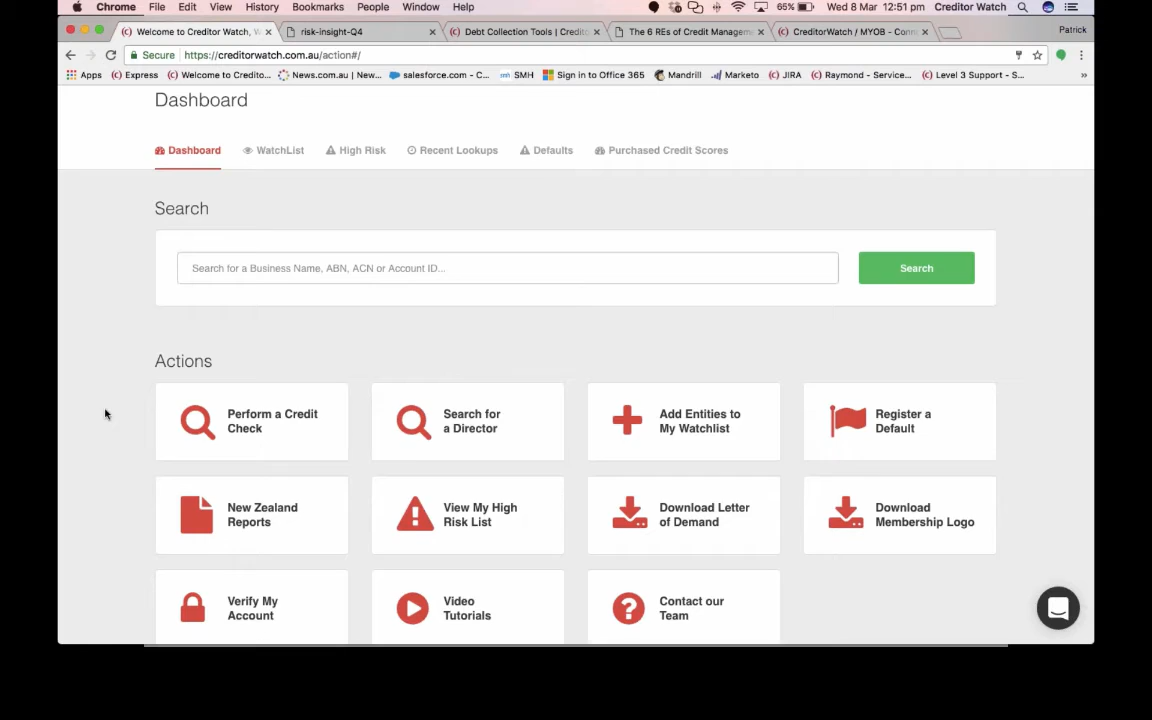 Chrome File Edit View History Bookmarks People Window Help 65% Wed 8 Mar 12:51 pm Creditor Watch
Welcome to Creditor Watch, W × risk-insight-Q4 × Debt Collection Tools | Credito × The 6 REs of Credit Manageme × CreditorWatch / MYOB - Conn × Patrick
Secure https://creditorwatch.com.au/action#/
Apps Express Welcome to Credito... News.com.au | New... salesforce.com - C... SMH Sign in to Office 365 Mandrill Marketo JIRA Raymond - Service... Level 3 Support - S... »
Dashboard
Dashboard WatchList High Risk Recent Lookups Defaults Purchased Credit Scores
Search
Search for a Business Name, ABN, ACN or Account ID... Search
Actions
Perform a Credit
Check
Search for
a Director
Add Entities to
My Watchlist
Register a
Default
New Zealand
Reports
View My High
Risk List
Download Letter
of Demand
Download
Membership Logo
Verify My
Account
Video
Tutorials
Contact our
Team